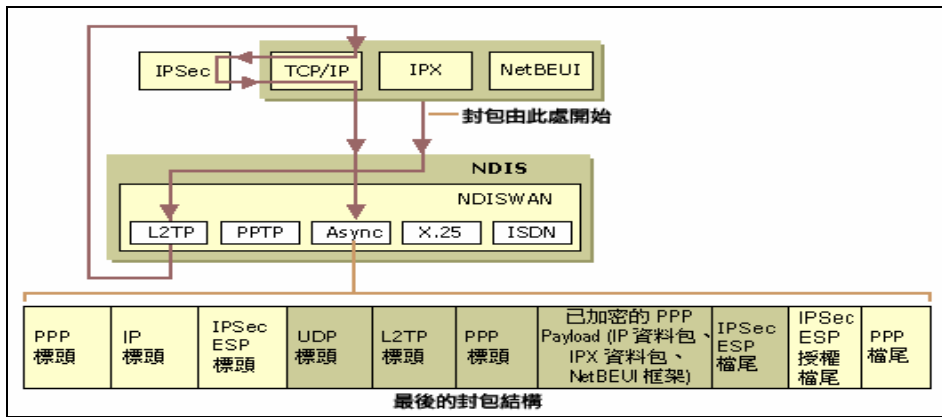 IPSec
TCP/IP
IPX
NetBEUI
封包由此處開始
NDIS
NDISWAN
L2TP
PPTP
Async
X.25
ISDN
PPP
標頭
IP
標頭
IPSec
ESP
標頭
UDP
標頭
L2TP
標頭
PPP
標頭
已加密的 PPP
Payload (IP 資料包、
IPX 資料包、
NetBEUI 框架)
IPSec
ESP
檔尾
IPSec
ESP
授權
檔尾
PPP
檔尾
最後的封包結構